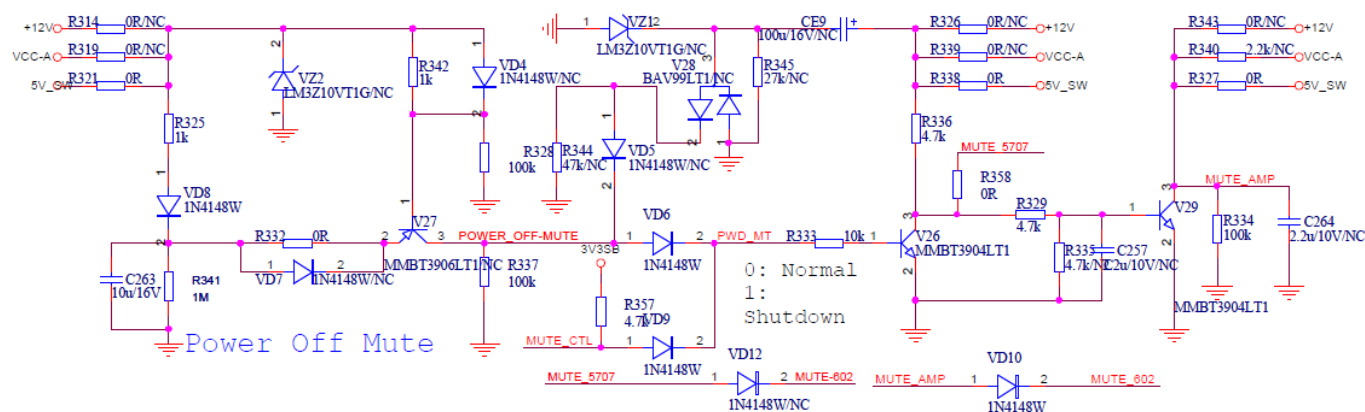 R314 0R/NC
+12V
R319 0R/NC
VCC-A
R321 0R
5V_SW
R325
1k
VD8
1N4148W
C263
10u/16V
R341
1M
R332 0R
VD7 1N4148W/NC
VZ2
LM3Z10VT1G/NC
R342
1k
VD4
1N4148W/NC
R328
100k
V27
MMBT3906LT1/NC
POWER_OFF-MUTE
R337
100k
Power Off Mute
VZ1
LM3Z10VT1G/NC
CE9
100u/16V/NC
V28
BAV99LT1/NC
R345
27k/NC
R344
47k/NC
VD5
1N4148W/NC
VD6
1N4148W
3V3SB
R357
4.7k
MUTE_CTL
VD9
1N4148W
PWD_MT
R333 10k
0: Normal
1:
Shutdown
R326 0R/NC
+12V
R339 0R/NC
VCC-A
R338 0R
5V_SW
R336
4.7k
MUTE_5707
R358
0R
R329
4.7k
V26
MMBT3904LT1
R335
4.7k/NC
C257
2.2u/10V/NC
R343 0R/NC
+12V
R340 2.2k/NC
VCC-A
R327 0R
5V_SW
MUTE_AMP
V29
MMBT3904LT1
R334
100k
C264
2.2u/10V/NC
MUTE_5707 1 VD12 2 MUTE-602
1N4148W/NC
MUTE_AMP 1 VD10 2 MUTE_602
1N4148W